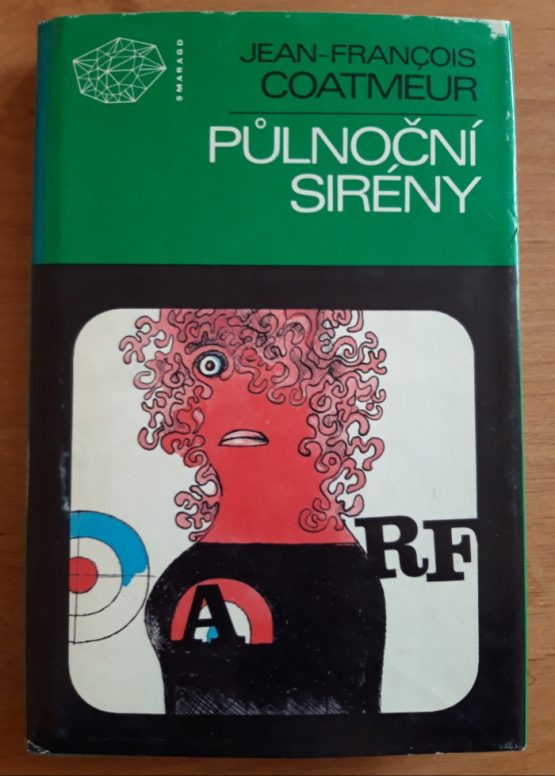 SMARAGD
JEAN-FRANÇOIS
COATMEUR
PŮLNOČNÍ
SIRÉNY
RF
A